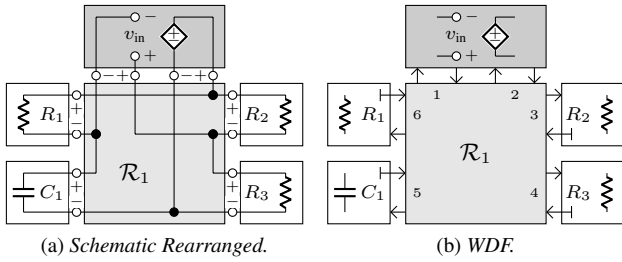 −
v_in
+
±
− + − +
R_1
+
−
R_2
+
−
C_1
+
−
R_3
+
−
ℛ_1
(a) Schematic Rearranged.
−
v_in
+
±
1 2
R_1
6
3
R_2
ℛ_1
C_1
5
4
R_3
(b) WDF.